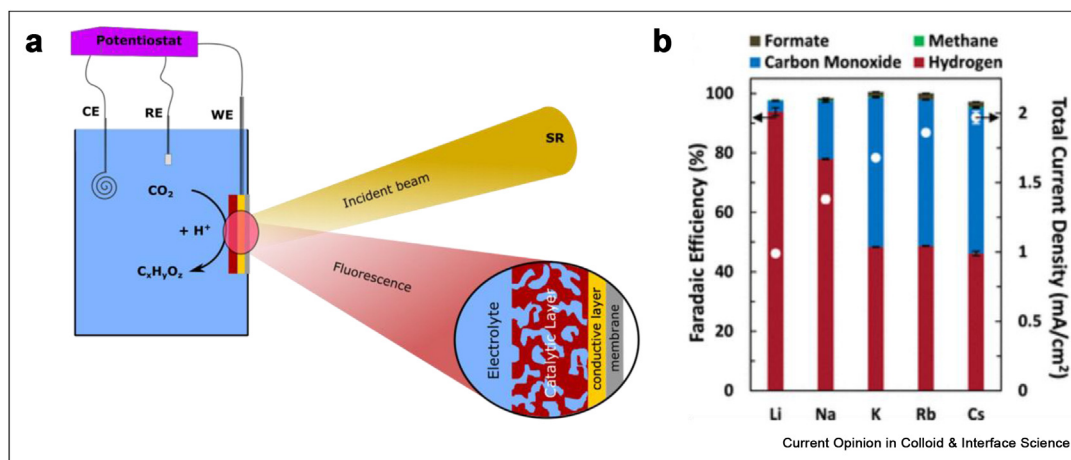 a
Potentiostat
CE
RE
WE
CO₂
+ H⁺
CₓHᵧO_z
SR
Incident beam
Fluorescence
Electrolyte
Catalytic Layer
conductive layer
membrane
b
Formate
Methane
Carbon Monoxide
Hydrogen
Faradaic Efficiency (%)
100
80
60
40
20
0
2
1.5
1
0.5
0
Total Current Density (mA/cm²)
Li Na K Rb Cs
Current Opinion in Colloid & Interface Science